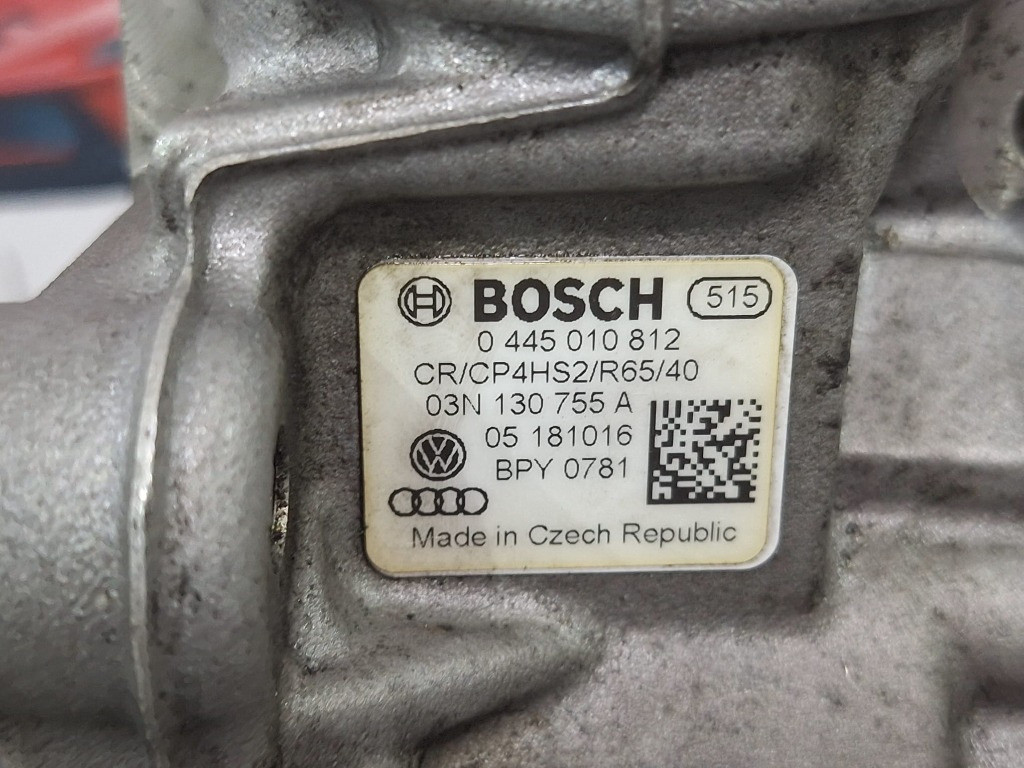 BOSCH 515
0 445 010 812
CR/CP4HS2/R65/40
03N 130 755 A
05 181016
BPY 0781
Made in Czech Republic